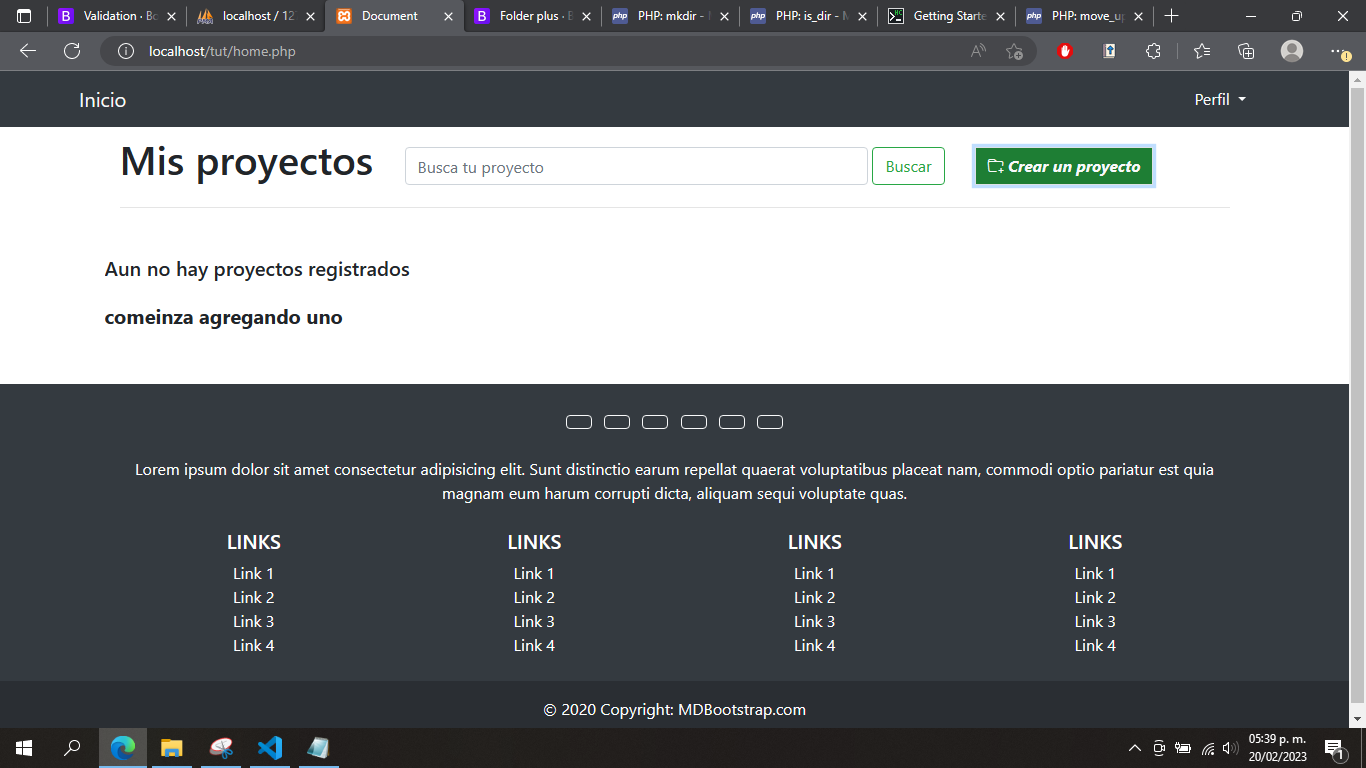 Validation · Bo
localhost / 12
Document
Folder plus · B
PHP: mkdir - M
PHP: is_dir - M
Getting Starte
PHP: move_up
localhost/tut/home.php
Inicio
Perfil
Mis proyectos
Busca tu proyecto
Buscar
Crear un proyecto
Aun no hay proyectos registrados
comeinza agregando uno
Lorem ipsum dolor sit amet consectetur adipisicing elit. Sunt distinctio earum repellat quaerat voluptatibus placeat nam, commodi optio pariatur est quia
magnam eum harum corrupti dicta, aliquam sequi voluptate quas.
LINKS
Link 1
Link 2
Link 3
Link 4
LINKS
Link 1
Link 2
Link 3
Link 4
LINKS
Link 1
Link 2
Link 3
Link 4
LINKS
Link 1
Link 2
Link 3
Link 4
© 2020 Copyright: MDBootstrap.com
05:39 p. m.
20/02/2023
1